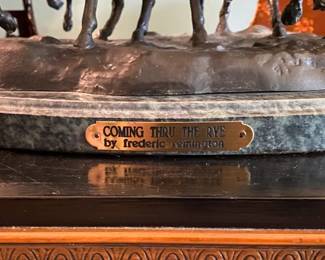 COMING THRU THE RYE
by frederic remington